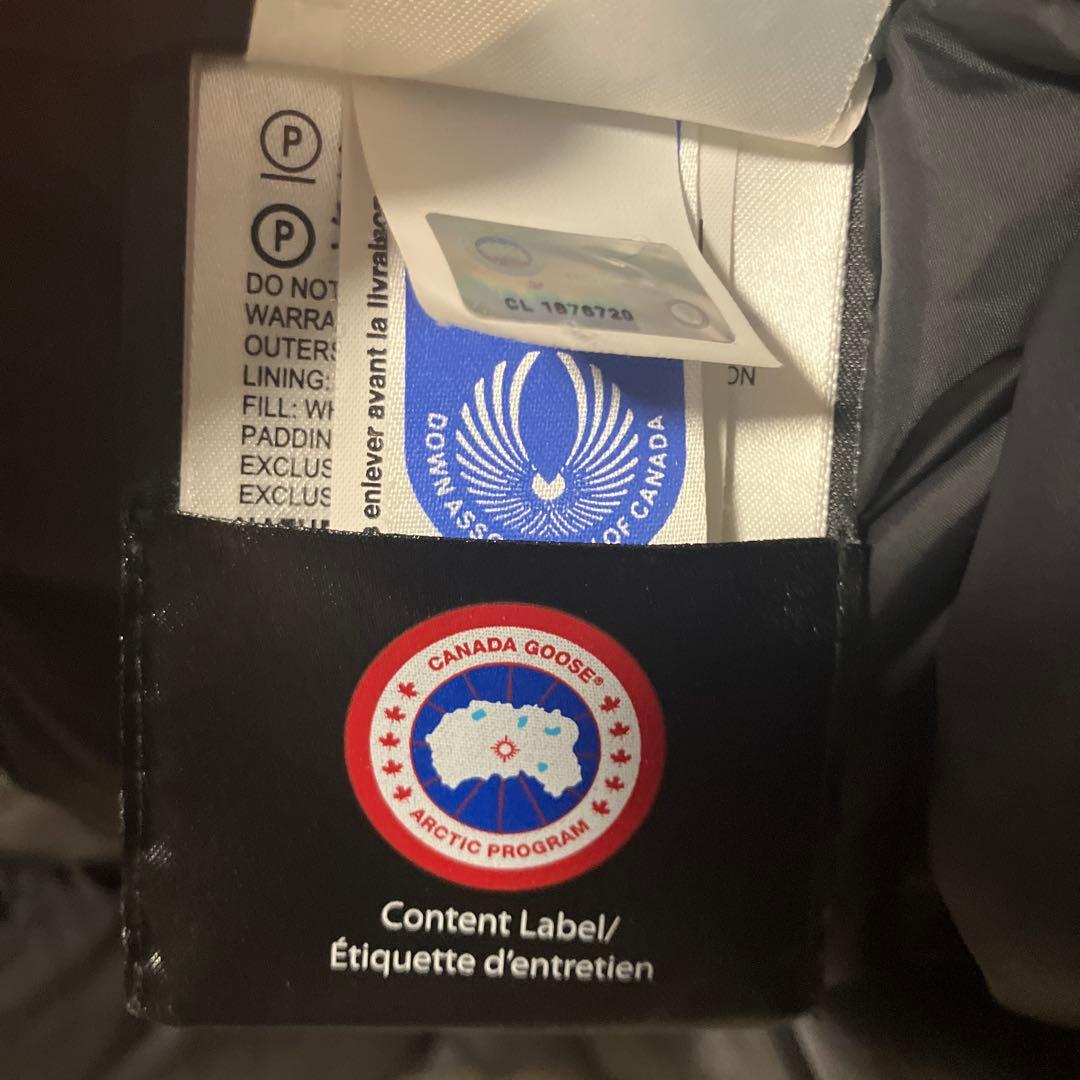 P
P
DO NOT
WARRA
OUTERS
LINING:
FILL: WH
PADDIN
EXCLUS
EXCLUS
enlever avant la livraison
CL 1876720
ON
DOWN ASSO
OF CANADA
CANADA GOOSE®
ARCTIC PROGRAM
Content Label/
Étiquette d'entretien